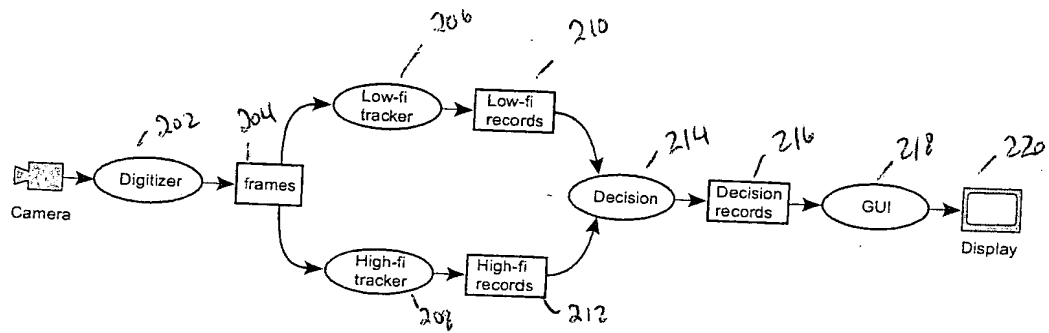 206
210
Low-fi
tracker
Low-fi
records
202
204
214
216
218
220
Camera
Digitizer
frames
Decision
Decision
records
GUI
Display
High-fi
tracker
High-fi
records
208
212